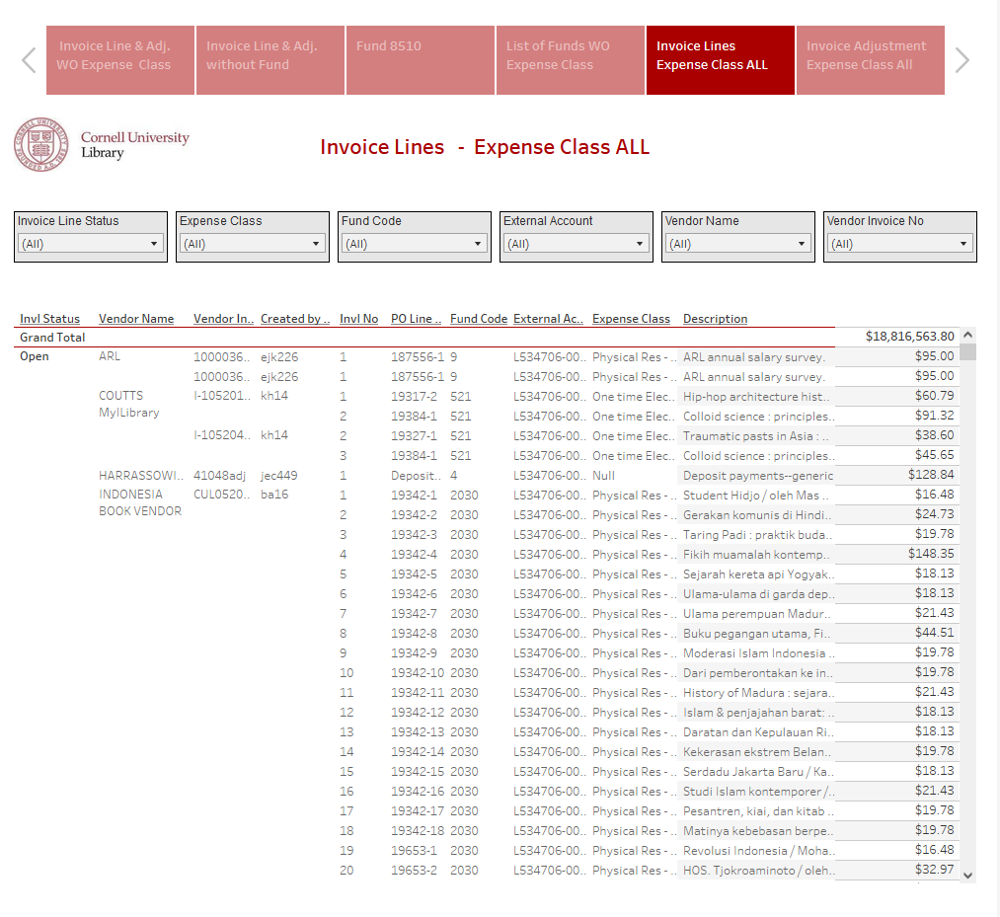 Invoice Line & Adj. WO Expense Class
Invoice Line & Adj. without Fund
Fund 8510
List of Funds WO Expense Class
Invoice Lines Expense Class ALL
Invoice Adjustment Expense Class All
Cornell University
Library
Invoice Lines - Expense Class ALL
Invoice Line Status Expense Class Fund Code External Account Vendor Name Vendor Invoice No
(All) (All) (All) (All) (All) (All)
Invl Status Vendor Name Vendor In.. Created by .. Invl No PO Line .. Fund Code External Ac.. Expense Class Description
Grand Total $18,816,563.80
Open ARL 1000036.. ejk226 1 187556-1 9 L534706-00.. Physical Res - .. ARL annual salary survey. $95.00
1000036.. ejk226 1 187556-1 9 L534706-00.. Physical Res - .. ARL annual salary survey. $95.00
COUTTS I-105201.. kh14 1 19317-2 521 L534706-00.. One time Elec.. Hip-hop architecture hist.. $60.79
MyiLibrary 2 19384-1 521 L534706-00.. One time Elec.. Colloid science : principles.. $91.32
I-105204.. kh14 2 19327-1 521 L534706-00.. One time Elec.. Traumatic pasts in Asia : .. $38.60
3 19384-1 521 L534706-00.. One time Elec.. Colloid science : principles.. $45.65
HARRASSOWI.. 41048adj jec449 1 Deposit.. 4 L534706-00.. Null Deposit payments--generic $128.84
INDONESIA CUL0520.. ba16 1 19342-1 2030 L534706-00.. Physical Res - .. Student Hidjo / oleh Mas .. $16.48
BOOK VENDOR 2 19342-2 2030 L534706-00.. Physical Res - .. Gerakan komunis di Hindi.. $24.73
3 19342-3 2030 L534706-00.. Physical Res - .. Taring Padi : praktik buda.. $19.78
4 19342-4 2030 L534706-00.. Physical Res - .. Fikih muamalah kontemp.. $148.35
5 19342-5 2030 L534706-00.. Physical Res - .. Sejarah kereta api Yogyak.. $18.13
6 19342-6 2030 L534706-00.. Physical Res - .. Ulama-ulama di garda dep.. $18.13
7 19342-7 2030 L534706-00.. Physical Res - .. Ulama perempuan Madur.. $21.43
8 19342-8 2030 L534706-00.. Physical Res - .. Buku pegangan utama, Fi.. $44.51
9 19342-9 2030 L534706-00.. Physical Res - .. Moderasi Islam Indonesia .. $19.78
10 19342-10 2030 L534706-00.. Physical Res - .. Dari pemberontakan ke in.. $19.78
11 19342-11 2030 L534706-00.. Physical Res - .. History of Madura : sejara.. $21.43
12 19342-12 2030 L534706-00.. Physical Res - .. Islam & penjajahan barat: .. $18.13
13 19342-13 2030 L534706-00.. Physical Res - .. Daratan dan Kepulauan Ri.. $18.13
14 19342-14 2030 L534706-00.. Physical Res - .. Kekerasan ekstrem Belan.. $19.78
15 19342-15 2030 L534706-00.. Physical Res - .. Serdadu Jakarta Baru / Ka.. $18.13
16 19342-16 2030 L534706-00.. Physical Res - .. Studi Islam kontemporer /.. $21.43
17 19342-17 2030 L534706-00.. Physical Res - .. Pesantren, kiai, dan kitab .. $19.78
18 19342-18 2030 L534706-00.. Physical Res - .. Matinya kebebasan berpe.. $19.78
19 19653-1 2030 L534706-00.. Physical Res - .. Revolusi Indonesia / Moha.. $16.48
20 19653-2 2030 L534706-00.. Physical Res - .. HOS. Tjokroaminoto / oleh.. $32.97